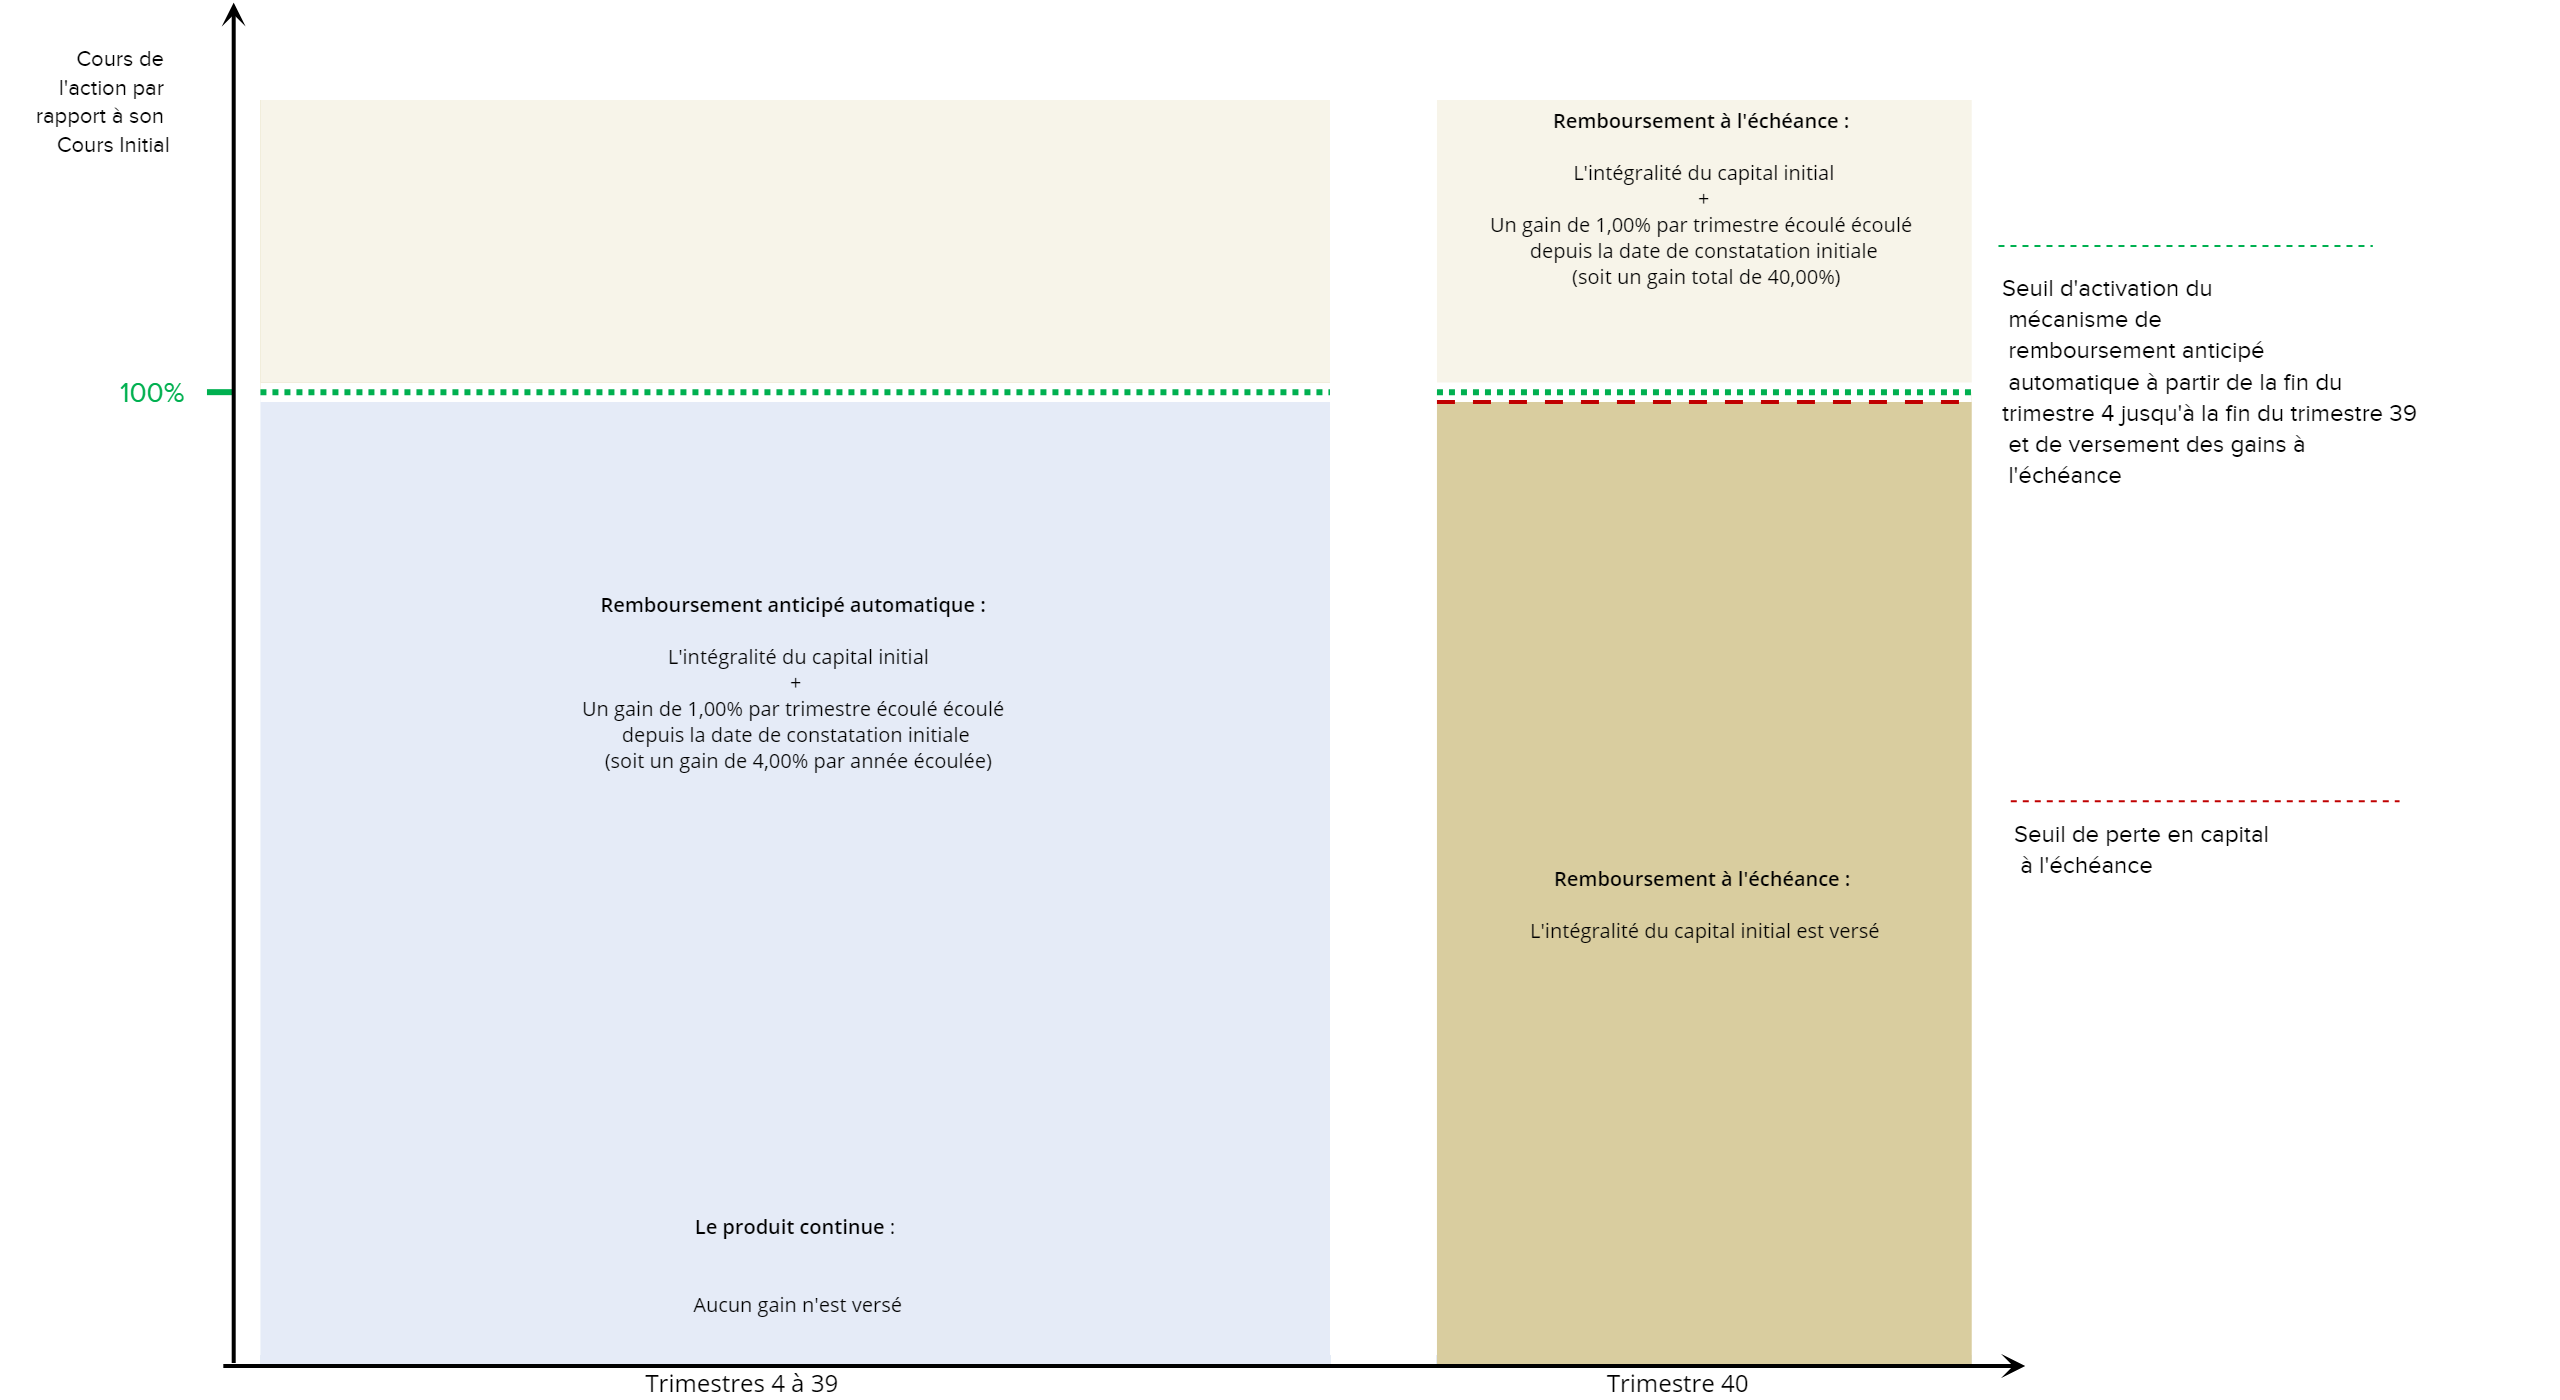 Cours de
l'action par
rapport à son
Cours Initial
100%
Remboursement anticipé automatique :
L'intégralité du capital initial
+
Un gain de 1,00% par trimestre écoulé écoulé
depuis la date de constatation initiale
(soit un gain de 4,00% par année écoulée)
Le produit continue :
Aucun gain n'est versé
Trimestres 4 à 39
Remboursement à l'échéance :
L'intégralité du capital initial
+
Un gain de 1,00% par trimestre écoulé écoulé
depuis la date de constatation initiale
(soit un gain total de 40,00%)
Remboursement à l'échéance :
L'intégralité du capital initial est versé
Trimestre 40
Seuil d'activation du
mécanisme de
remboursement anticipé
automatique à partir de la fin du
trimestre 4 jusqu'à la fin du trimestre 39
et de versement des gains à
l'échéance
Seuil de perte en capital
à l'échéance